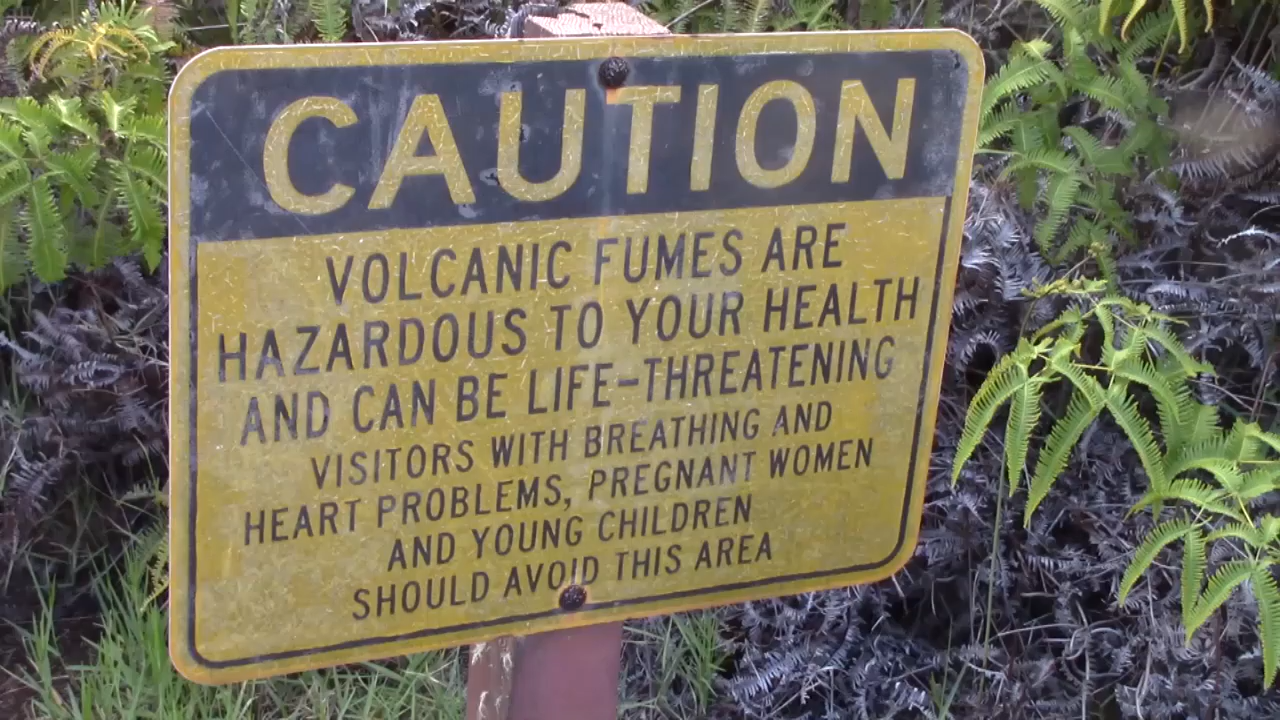 CAUTION
VOLCANIC FUMES ARE
HAZARDOUS TO YOUR HEALTH
AND CAN BE LIFE-THREATENING
VISITORS WITH BREATHING AND
HEART PROBLEMS, PREGNANT WOMEN
AND YOUNG CHILDREN
SHOULD AVOID THIS AREA